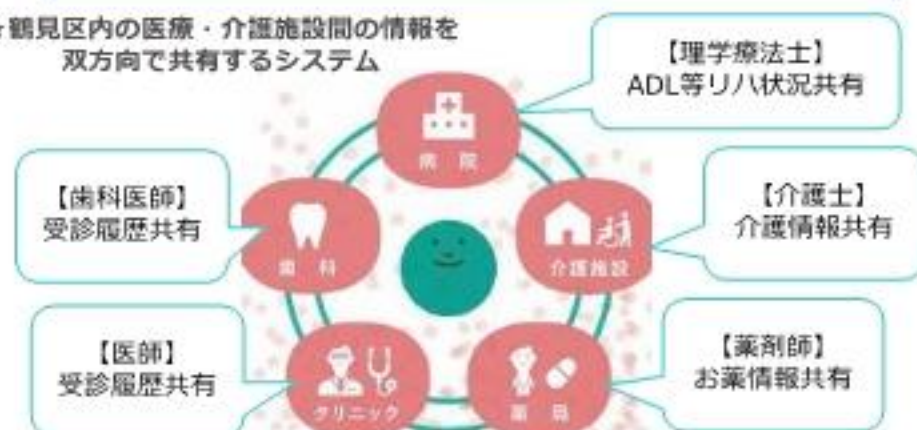 鶴見区内の医療・介護施設間の情報を
双方向で共有するシステム
【理学療法士】
ADL等リハ状況共有
病 院
【歯科医師】
受診履歴共有
歯 科
【介護士】
介護情報共有
介護施設
【医師】
受診履歴共有
クリニック
【薬剤師】
お薬情報共有
薬 局